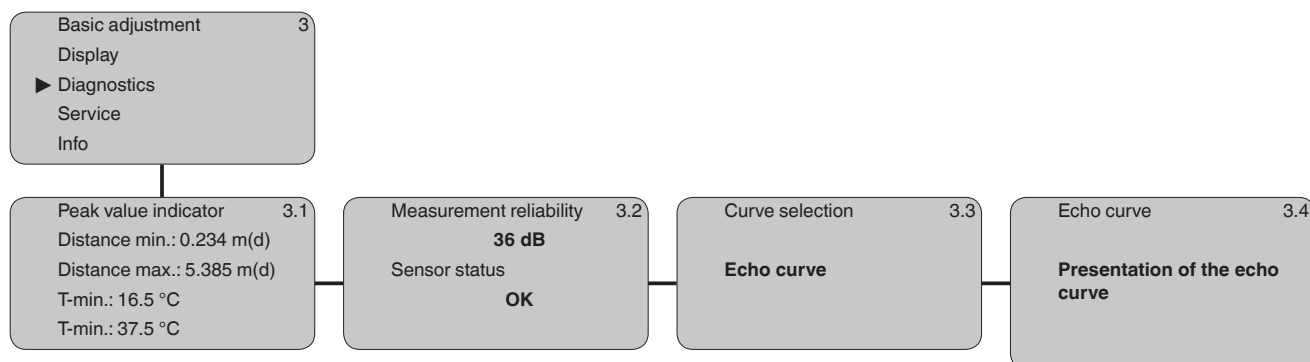 Basic adjustment 3
Display
Diagnostics
Service
Info
Peak value indicator 3.1
Distance min.: 0.234 m(d)
Distance max.: 5.385 m(d)
T-min.: 16.5 °C
T-min.: 37.5 °C
Measurement reliability 3.2
36 dB
Sensor status
OK
Curve selection 3.3
Echo curve
Echo curve 3.4
Presentation of the echo
curve